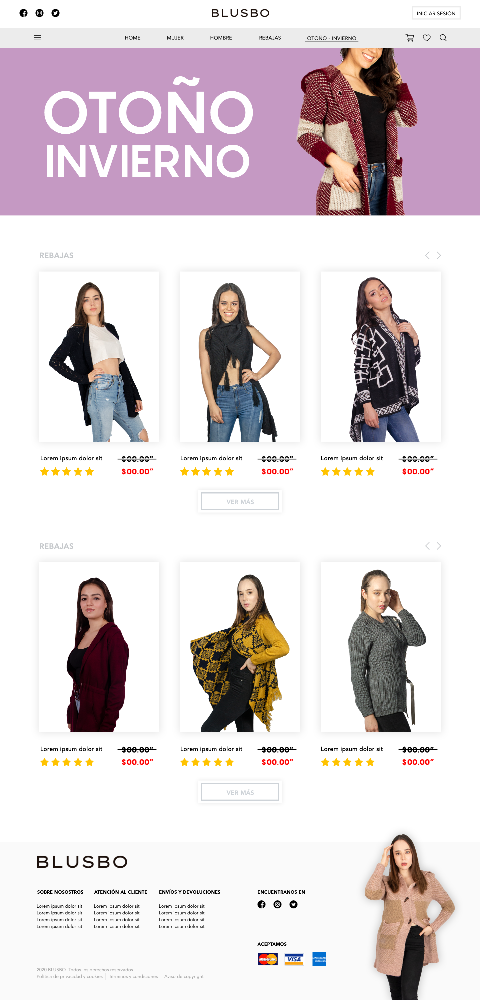 BLUSBO
INICIAR SESIÓN
HOME MUJER HOMBRE REBAJAS OTOÑO - INVIERNO
OTOÑO
INVIERNO
REBAJAS
Lorem ipsum dolor sit $00.00” Lorem ipsum dolor sit $00.00” Lorem ipsum dolor sit $00.00”
$00.00” $00.00” $00.00”
VER MÁS
REBAJAS
Lorem ipsum dolor sit $00.00” Lorem ipsum dolor sit $00.00” Lorem ipsum dolor sit $00.00”
$00.00” $00.00” $00.00”
VER MÁS
BLUSBO
SOBRE NOSOSTROS ATENCIÓN AL CLIENTE ENVÍOS Y DEVOLUCIONES ENCUENTRANOS EN
Lorem ipsum dolor sit Lorem ipsum dolor sit Lorem ipsum dolor sit
Lorem ipsum dolor sit Lorem ipsum dolor sit Lorem ipsum dolor sit
Lorem ipsum dolor sit Lorem ipsum dolor sit Lorem ipsum dolor sit
Lorem ipsum dolor sit Lorem ipsum dolor sit Lorem ipsum dolor sit
ACEPTAMOS
MasterCard VISA AMERICAN EXPRESS
2020 BLUSBO Todos los derechos reservados
Política de privacidad y cookies | Términos y condiciones | Aviso de copyright